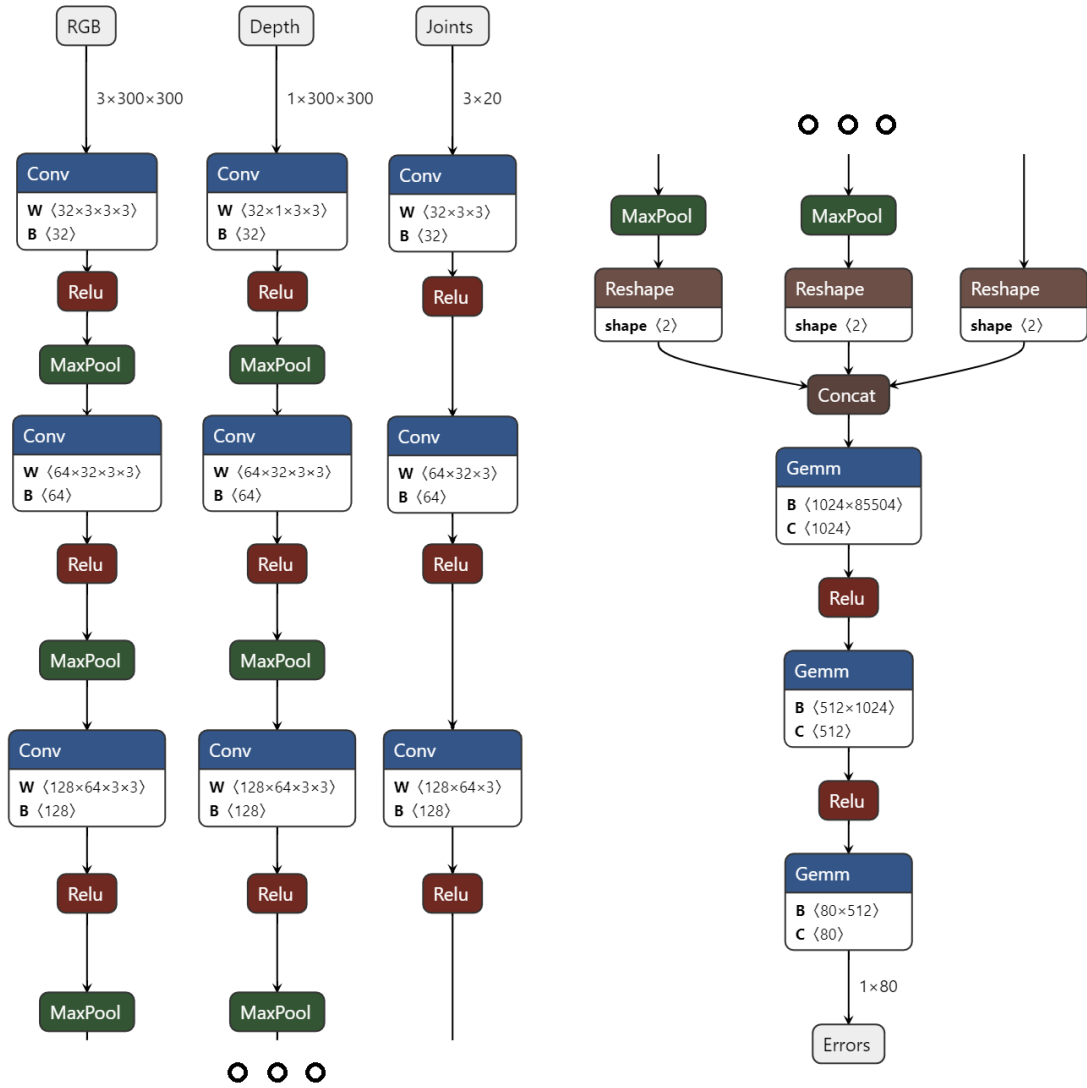 RGB
3×300×300
Conv
W ⟨32×3×3×3⟩
B ⟨32⟩
Relu
MaxPool
Conv
W ⟨64×32×3×3⟩
B ⟨64⟩
Relu
MaxPool
Conv
W ⟨128×64×3×3⟩
B ⟨128⟩
Relu
MaxPool
Depth
1×300×300
Conv
W ⟨32×1×3×3⟩
B ⟨32⟩
Relu
MaxPool
Conv
W ⟨64×32×3×3⟩
B ⟨64⟩
Relu
MaxPool
Conv
W ⟨128×64×3×3⟩
B ⟨128⟩
Relu
MaxPool
Joints
3×20
Conv
W ⟨32×3×3⟩
B ⟨32⟩
Relu
Conv
W ⟨64×32×3⟩
B ⟨64⟩
Relu
Conv
W ⟨128×64×3⟩
B ⟨128⟩
Relu
MaxPool
Reshape
shape ⟨2⟩
MaxPool
Reshape
shape ⟨2⟩
Reshape
shape ⟨2⟩
Concat
Gemm
B ⟨1024×85504⟩
C ⟨1024⟩
Relu
Gemm
B ⟨512×1024⟩
C ⟨512⟩
Relu
Gemm
B ⟨80×512⟩
C ⟨80⟩
1×80
Errors